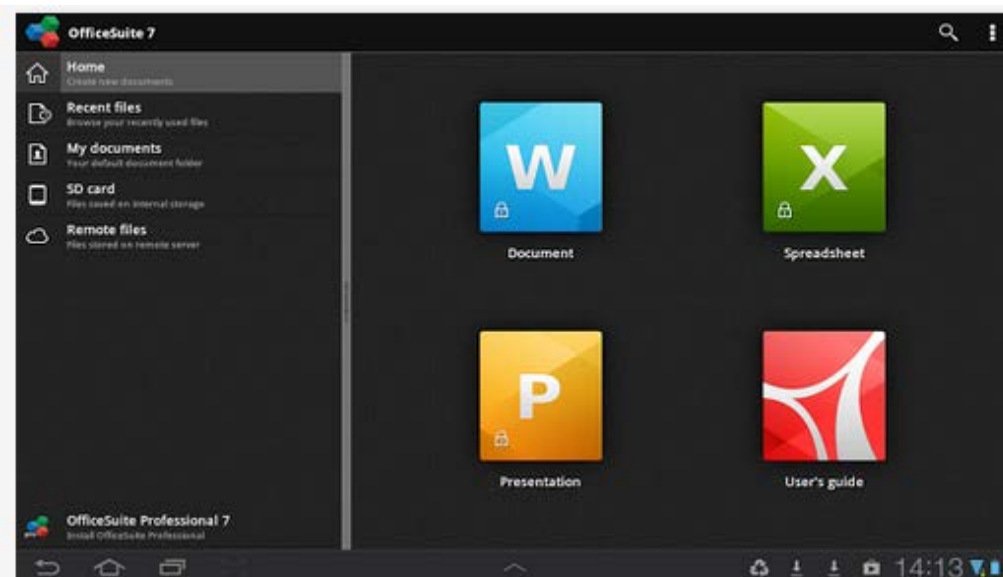 OfficeSuite 7
Home
Create new documents
Recent files
Browse your recently used files
My documents
Your default document folder
SD card
Files saved on internal storage
Remote files
Files stored on remote server
W
Document
X
Spreadsheet
P
Presentation
User's guide
OfficeSuite Professional 7
Install OfficeSuite Professional
14:13